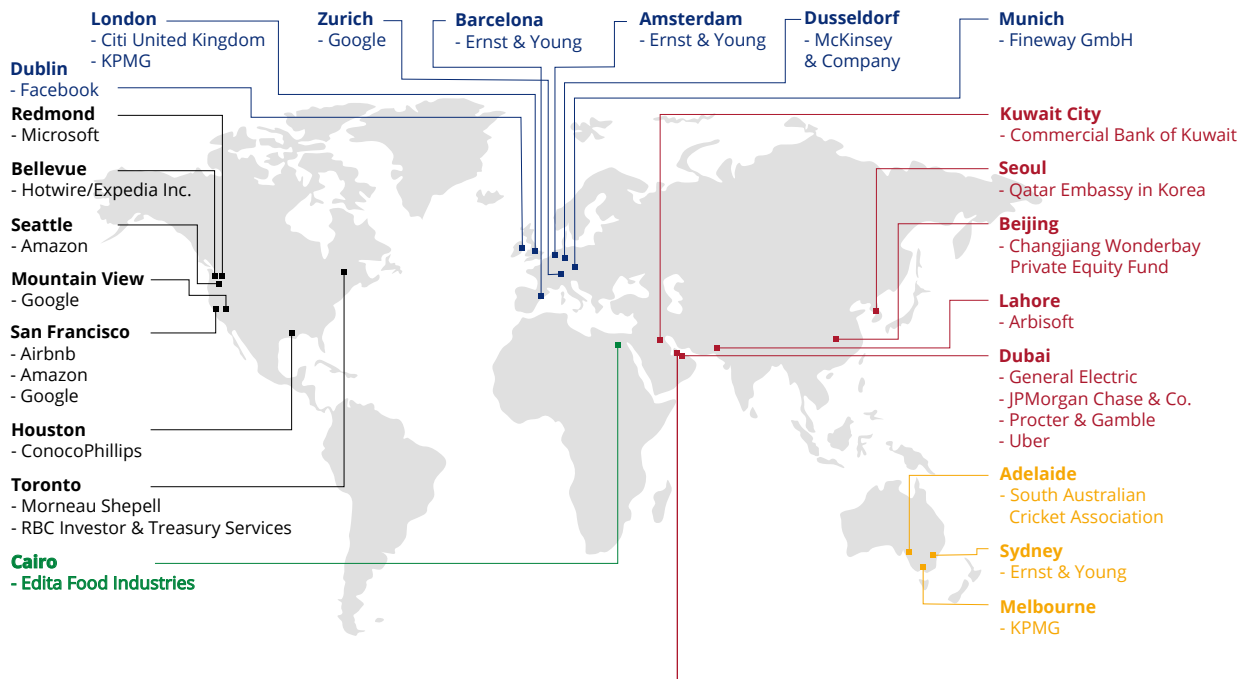 London
- Citi United Kingdom
- KPMG
Zurich
- Google
Barcelona
- Ernst & Young
Amsterdam
- Ernst & Young
Dusseldorf
- McKinsey
& Company
Munich
- Fineway GmbH
Dublin
- Facebook
Redmond
- Microsoft
Bellevue
- Hotwire/Expedia Inc.
Seattle
- Amazon
Mountain View
- Google
San Francisco
- Airbnb
- Amazon
- Google
Houston
- ConocoPhillips
Toronto
- Morneau Shepell
- RBC Investor & Treasury Services
Cairo
- Edita Food Industries
Kuwait City
- Commercial Bank of Kuwait
Seoul
- Qatar Embassy in Korea
Beijing
- Changjiang Wonderbay
Private Equity Fund
Lahore
- Arbisoft
Dubai
- General Electric
- JPMorgan Chase & Co.
- Procter & Gamble
- Uber
Adelaide
- South Australian
Cricket Association
Sydney
- Ernst & Young
Melbourne
- KPMG